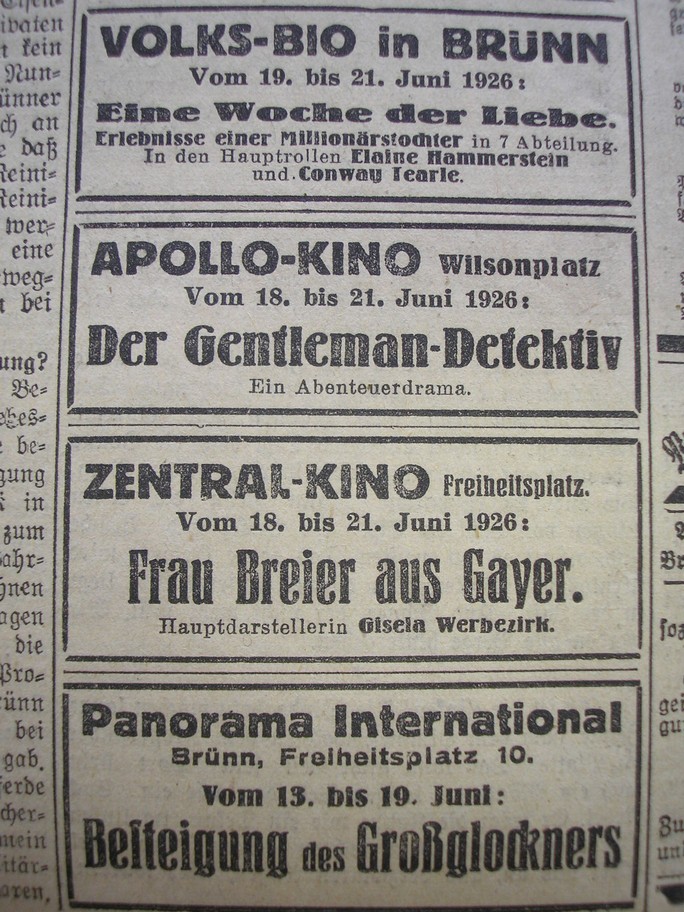 VOLKS-BIO in BRÜNN
Vom 19. bis 21. Juni 1926:
Eine Woche der Liebe.
Erlebnisse einer Millionärstochter in 7 Abteilung.
In den Hauptrollen Elaine Hammerstein
und Conway Tearle.
APOLLO-KINO Wilsonplatz
Vom 18. bis 21. Juni 1926:
Der Gentleman-Detektiv
Ein Abenteuerdrama.
ZENTRAL-KINO Freiheitsplatz.
Vom 18. bis 21. Juni 1926:
Frau Breier aus Gayer.
Hauptdarstellerin Gisela Werbezirk.
Panorama International
Brünn, Freiheitsplatz 10.
Vom 13. bis 19. Juni:
Besteigung des Großglockners